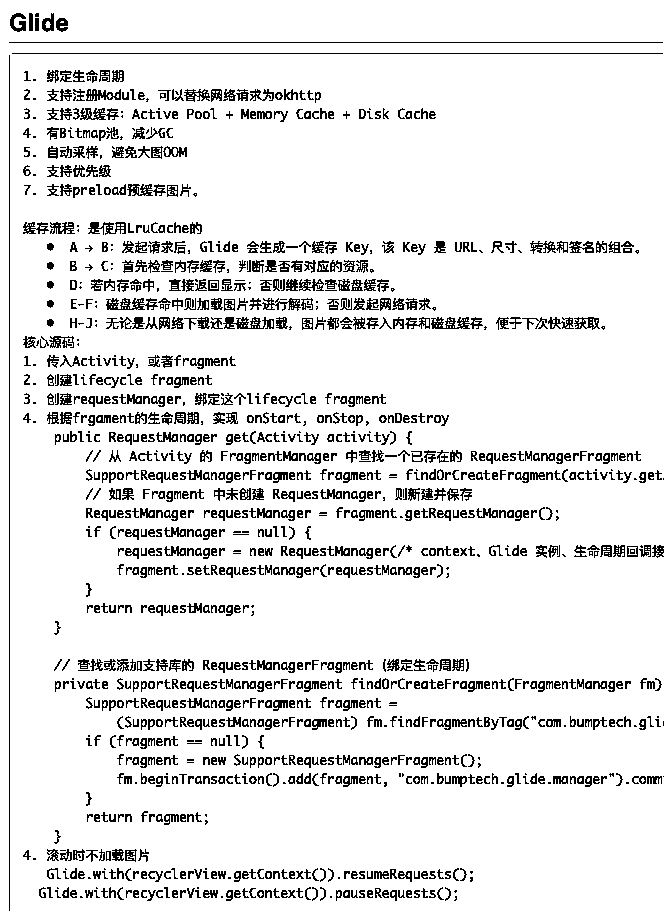 Glide
1. 绑定生命周期
2. 支持注册Module, 可以替换网络请求为okhttp
3. 支持3级缓存: Active Pool + Memory Cache + Disk Cache
4. 有Bitmap池, 减少GC
5. 自动采样, 避免大图OOM
6. 支持优先级
7. 支持preload预缓存图片。
缓存流程: 是使用LruCache的
● A → B: 发起请求后, Glide 会生成一个缓存 Key, 该 Key 是 URL、尺寸、转换和签名的组合。
● B → C: 首先检查内存缓存, 判断是否有对应的资源。
● D: 若内存命中, 直接返回显示; 否则继续检查磁盘缓存。
● E-F: 磁盘缓存命中则加载图片并进行解码; 否则发起网络请求。
● H-J: 无论是从网络下载还是磁盘加载, 图片都会被存入内存和磁盘缓存, 便于下次快速获取。
核心源码:
1. 传入Activity, 或者fragment
2. 创建lifecycle fragment
3. 创建requestManager, 绑定这个lifecycle fragment
4. 根据frgament的生命周期, 实现 onStart, onStop, onDestroy
public RequestManager get(Activity activity) {
// 从 Activity 的 FragmentManager 中查找一个已存在的 RequestManagerFragment
SupportRequestManagerFragment fragment = findOrCreateFragment(activity.get
// 如果 Fragment 中未创建 RequestManager, 则新建并保存
RequestManager requestManager = fragment.getRequestManager();
if (requestManager == null) {
requestManager = new RequestManager(/* context、Glide 实例、生命周期回调接
fragment.setRequestManager(requestManager);
}
return requestManager;
}
// 查找或添加支持库的 RequestManagerFragment (绑定生命周期)
private SupportRequestManagerFragment findOrCreateFragment(FragmentManager fm)
SupportRequestManagerFragment fragment =
(SupportRequestManagerFragment) fm.findFragmentByTag("com.bumptech.gli
if (fragment == null) {
fragment = new SupportRequestManagerFragment();
fm.beginTransaction().add(fragment, "com.bumptech.glide.manager").comm
}
return fragment;
}
4. 滚动时不加载图片
Glide.with(recyclerView.getContext()).resumeRequests();
Glide.with(recyclerView.getContext()).pauseRequests();